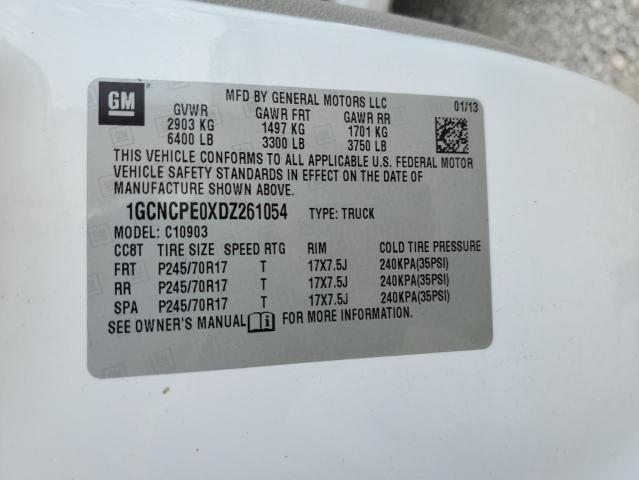 GM
MFD BY GENERAL MOTORS LLC 01/13
GVWR GAWR FRT GAWR RR
2903 KG 1497 KG 1701 KG
6400 LB 3300 LB 3750 LB
THIS VEHICLE CONFORMS TO ALL APPLICABLE U.S. FEDERAL MOTOR
VEHICLE SAFETY STANDARDS IN EFFECT ON THE DATE OF
MANUFACTURE SHOWN ABOVE.
1GCNCPE0XDZ261054 TYPE: TRUCK
MODEL: C10903
CC8T TIRE SIZE SPEED RTG RIM COLD TIRE PRESSURE
FRT P245/70R17 T 17X7.5J 240KPA(35PSI)
RR P245/70R17 T 17X7.5J 240KPA(35PSI)
SPA P245/70R17 T 17X7.5J 240KPA(35PSI)
SEE OWNER'S MANUAL FOR MORE INFORMATION.